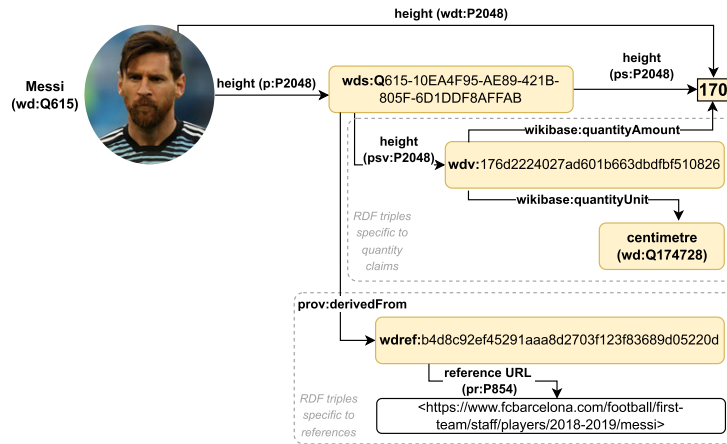 height (wdt:P2048)
Messi
(wd:Q615)
height (p:P2048)
wds:Q615-10EA4F95-AE89-421B-
805F-6D1DDF8AFFAB
height
(ps:P2048)
170
wikibase:quantityAmount
height
(psv:P2048)
wdv:176d2224027ad601b663dbdfbf510826
wikibase:quantityUnit
RDF triples
specific to
quantity
claims
centimetre
(wd:Q174728)
prov:derivedFrom
wdref:b4d8c92ef45291aaa8d2703f123f83689d05220d
reference URL
(pr:P854)
RDF triples
specific to
references
<https://www.fcbarcelona.com/football/first-
team/staff/players/2018-2019/messi>